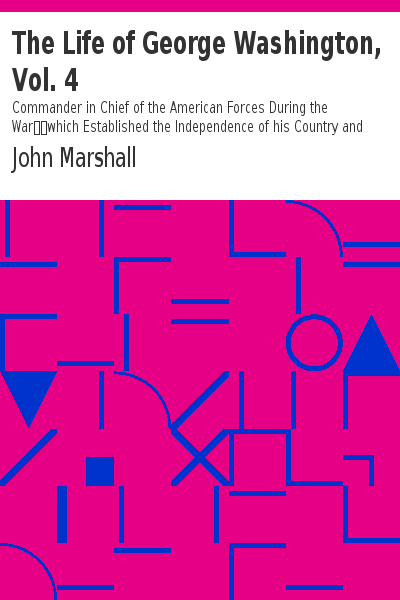 The Life of George Washington,
Vol. 4
Commander in Chief of the American Forces During the
War□□which Established the Independence of his Country and
John Marshall